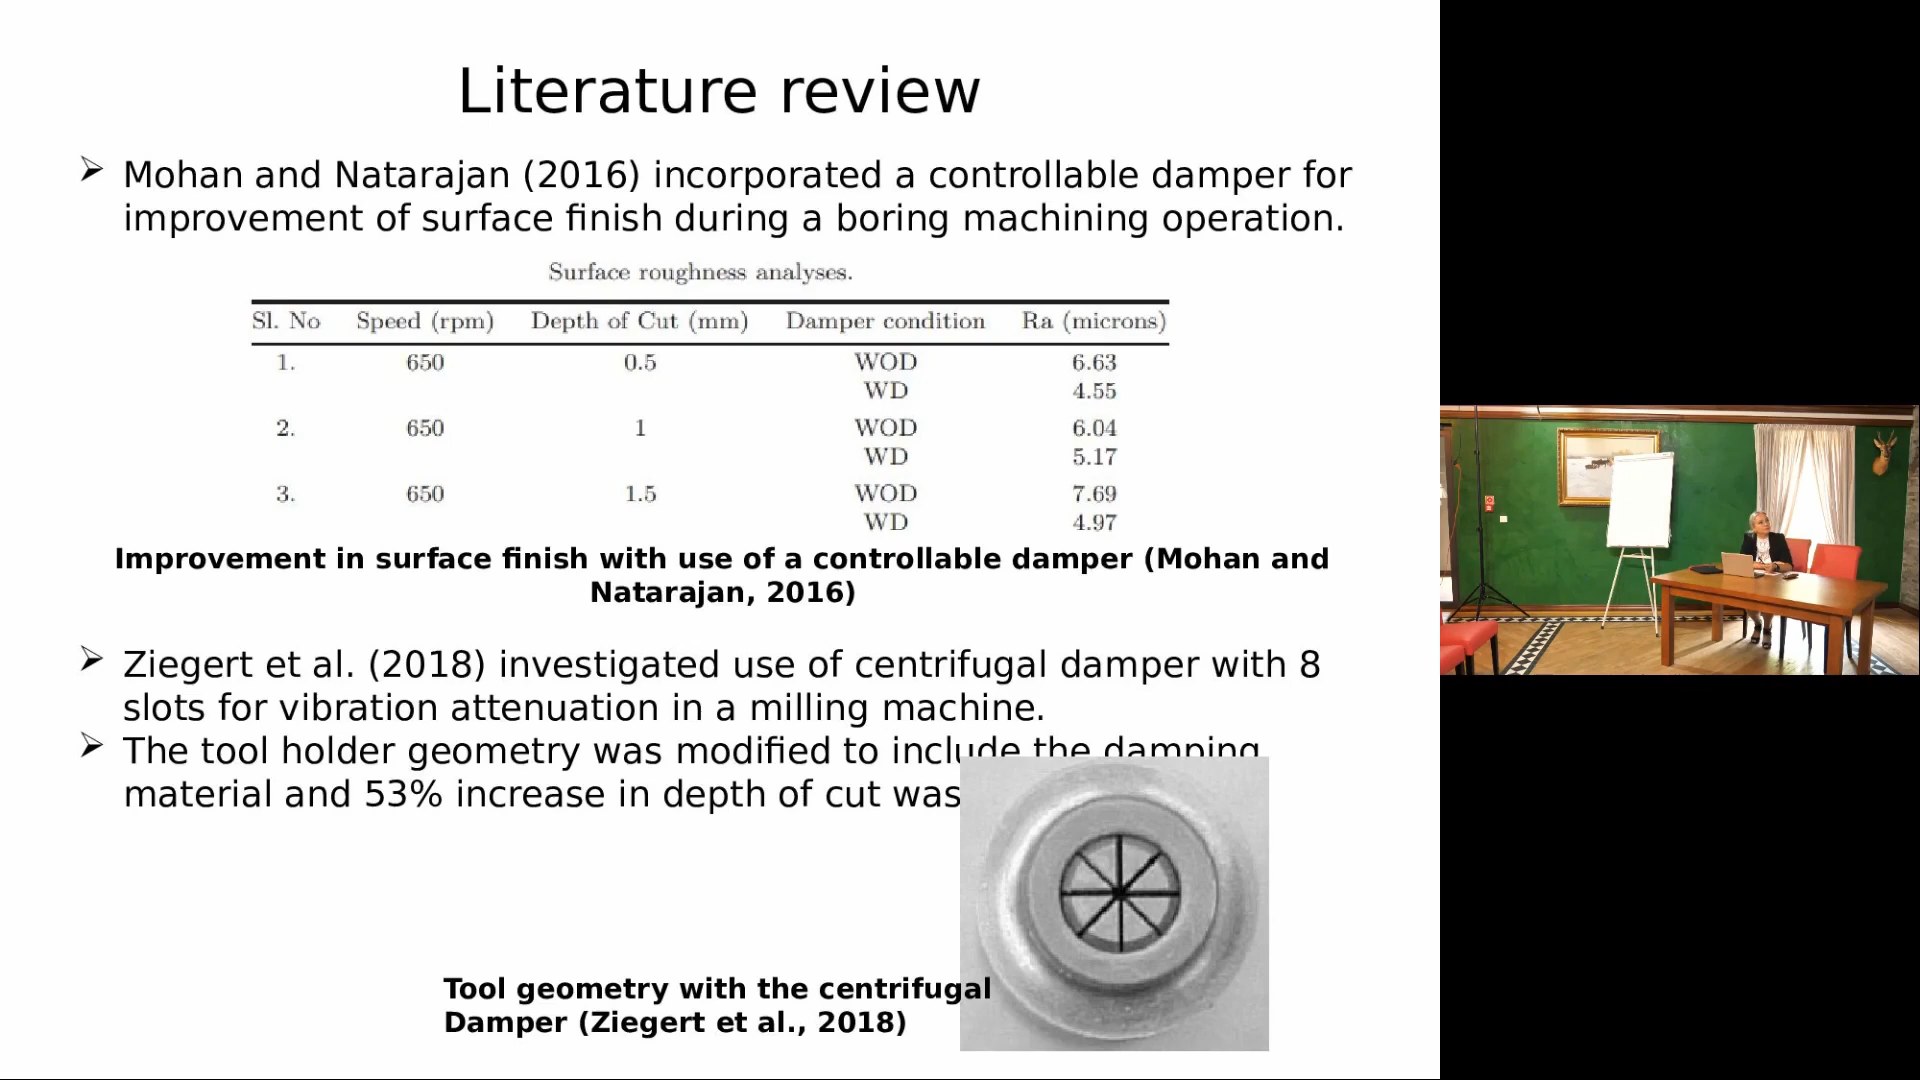 Literature review
➢ Mohan and Natarajan (2016) incorporated a controllable damper for
improvement of surface finish during a boring machining operation.
Surface roughness analyses.
Sl. No Speed (rpm) Depth of Cut (mm) Damper condition Ra (microns)
1. 650 0.5 WOD 6.63
WD 4.55
2. 650 1 WOD 6.04
WD 5.17
3. 650 1.5 WOD 7.69
WD 4.97
Improvement in surface finish with use of a controllable damper (Mohan and
Natarajan, 2016)
➢ Ziegert et al. (2018) investigated use of centrifugal damper with 8
slots for vibration attenuation in a milling machine.
➢ The tool holder geometry was modified to include the damping
material and 53% increase in depth of cut was
Tool geometry with the centrifugal
Damper (Ziegert et al., 2018)